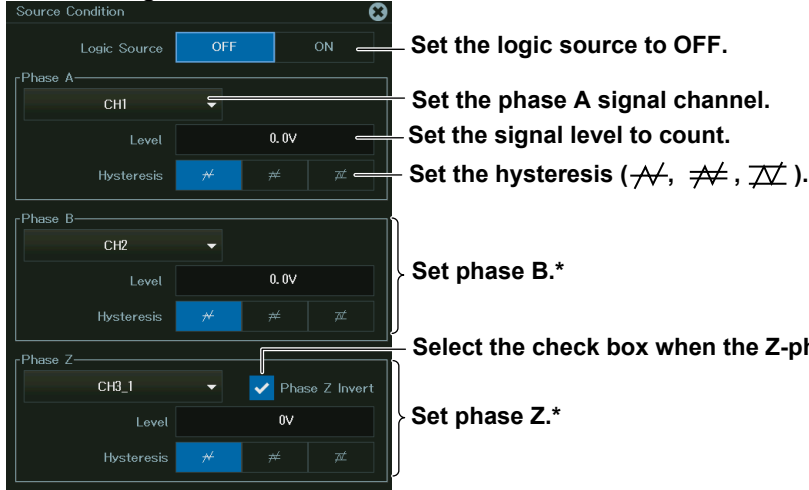 Source Condition
Logic Source OFF ON Set the logic source to OFF.
Phase A
CH1 Set the phase A signal channel.
Level 0.0V Set the signal level to count.
Hysteresis Set the hysteresis ( , , ).
Phase B
CH2
Level 0.0V Set phase B.*
Hysteresis
Select the check box when the Z-ph
Phase Z
CH3_1 Phase Z Invert
Level 0V Set phase Z.*
Hysteresis